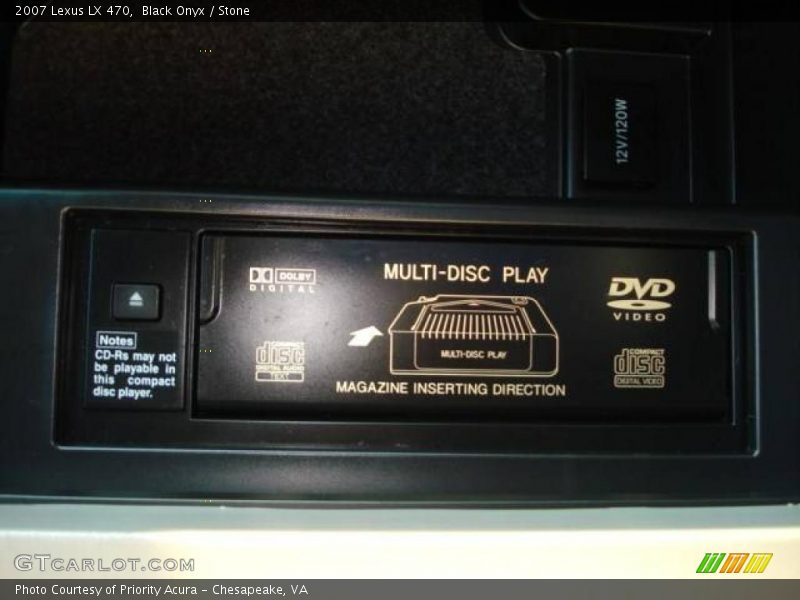 2007 Lexus LX 470,  Black Onyx / Stone
12V/120W
DOLBY
DIGITAL
MULTI-DISC PLAY
DVD
VIDEO
Notes
CD-Rs may not
be playable in
this compact
disc player.
COMPACT
disc
DIGITAL AUDIO
TEXT
MULTI-DISC PLAY
COMPACT
disc
DIGITAL VIDEO
MAGAZINE INSERTING DIRECTION
GTCARLOT.COM
Photo Courtesy of Priority Acura - Chesapeake, VA